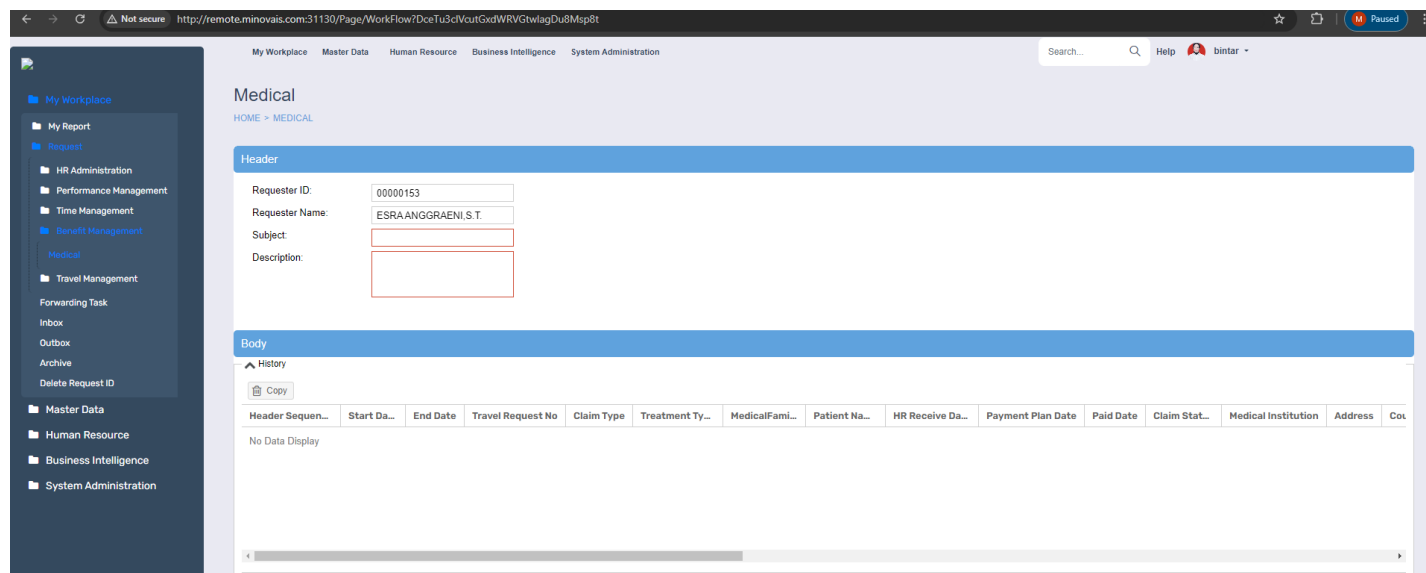 Not secure http://remote.minovais.com:31130/Page/WorkFlow?DceTu3clVcutGxdWRVGtwlagDu8Msp8t M Paused
My Workplace Master Data Human Resource Business Intelligence System Administration Search... Help bintar
My Workplace
My Report
Request
HR Administration
Performance Management
Time Management
Benefit Management
Medical
Travel Management
Forwarding Task
Inbox
Outbox
Archive
Delete Request ID
Master Data
Human Resource
Business Intelligence
System Administration
Medical
HOME > MEDICAL
Header
Requester ID: 00000153
Requester Name: ESRA ANGGRAENI,S.T.
Subject:
Description:
Body
History
Copy
Header Sequen... Start Da... End Date Travel Request No Claim Type Treatment Ty... MedicalFami... Patient Na... HR Receive Da... Payment Plan Date Paid Date Claim Stat... Medical Institution Address Cou
No Data Display